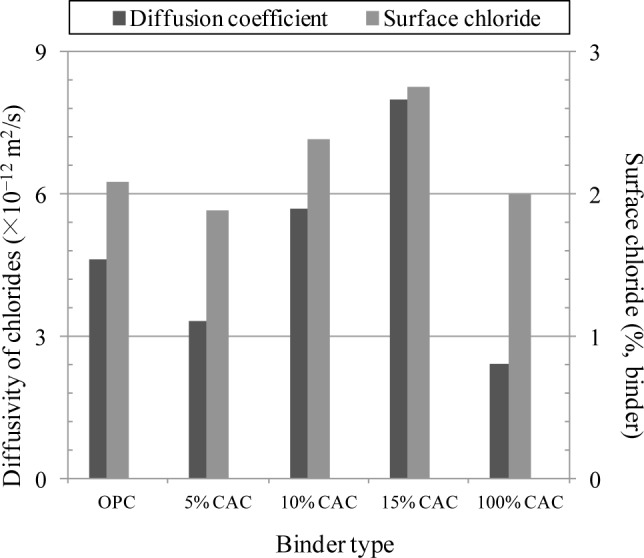 Diffusion coefficient Surface chloride
9
6
3
0
Diffusivity of chlorides (×10⁻¹² m²/s)
3
2
1
0
Surface chloride (%, binder)
OPC 5% CAC 10% CAC 15% CAC 100% CAC
Binder type